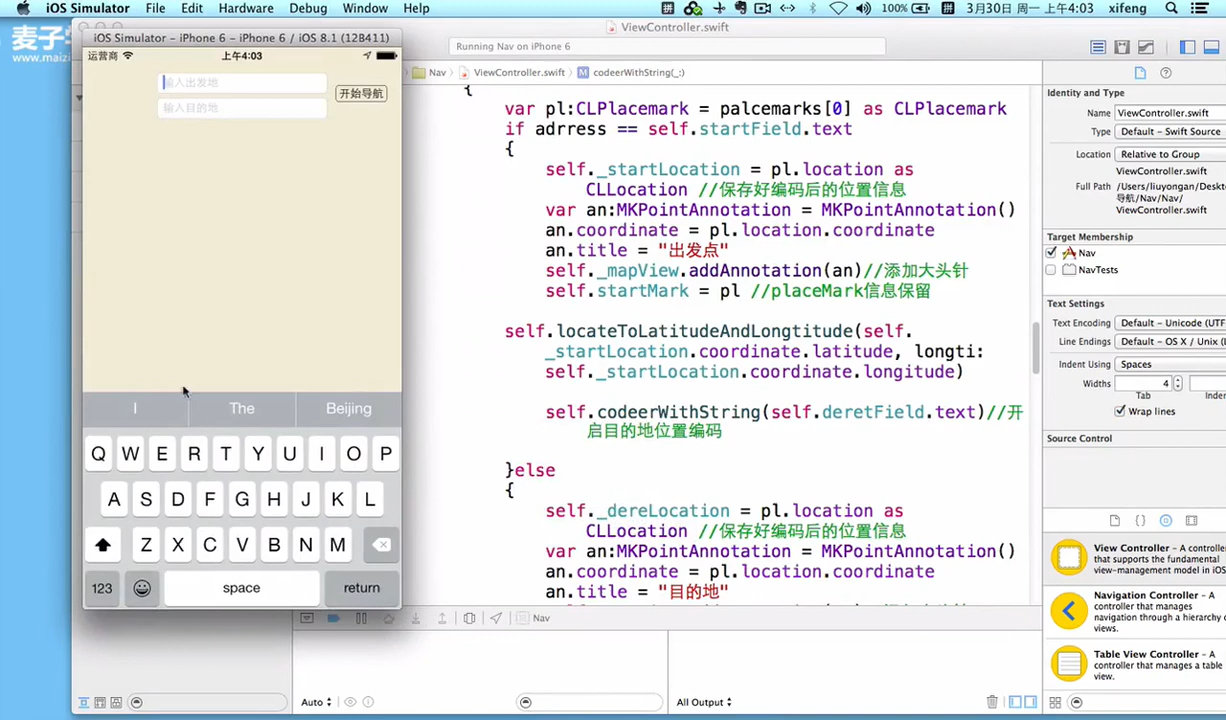 iOS Simulator File Edit Hardware Debug Window Help 100% 3月30日 周一 上午4:03 xifeng
麦子学
www.maizi
iOS Simulator – iPhone 6 – iPhone 6 / iOS 8.1 (12B411)
运营商 上午4:03
输入出发地
开始导航
输入目的地
I The Beijing
Q W E R T Y U I O P
A S D F G H J K L
Z X C V B N M
123 space return
ViewController.swift
Running Nav on iPhone 6
Nav ViewController.swift M codeerWithString(_:)
{
var pl:CLPlacemark = palcemarks[0] as CLPlacemark
if adrress == self.startField.text
{
self._startLocation = pl.location as
CLLocation //保存好编码后的位置信息
var an:MKPointAnnotation = MKPointAnnotation()
an.coordinate = pl.location.coordinate
an.title = "出发点"
self._mapView.addAnnotation(an)//添加大头针
self.startMark = pl //placeMark信息保留
self.locateToLatitudeAndLongtitude(self.
_startLocation.coordinate.latitude, longti:
self._startLocation.coordinate.longitude)
self.codeerWithString(self.deretField.text)//开
启目的地位置编码
}else
{
self._dereLocation = pl.location as
CLLocation //保存好编码后的位置信息
var an:MKPointAnnotation = MKPointAnnotation()
an.coordinate = pl.location.coordinate
an.title = "目的地"
Nav
Auto
All Output
Identity and Type
Name ViewController.swift
Type Default – Swift Source
Location Relative to Group
ViewController.swift
Full Path /Users/liuyongan/Deskto
导航/Nav/Nav/
ViewController.swift
Target Membership
Nav
NavTests
Text Settings
Text Encoding Default – Unicode (UTF
Line Endings Default – OS X / Unix (L
Indent Using Spaces
Widths 4
Tab Inden
Wrap lines
Source Control
View Controller – A controller
that supports the fundamental
view-management model in iOS
Navigation Controller – A
controller that manages
navigation through a hierarchy o
views.
Table View Controller – A
controller that manages a table
view.